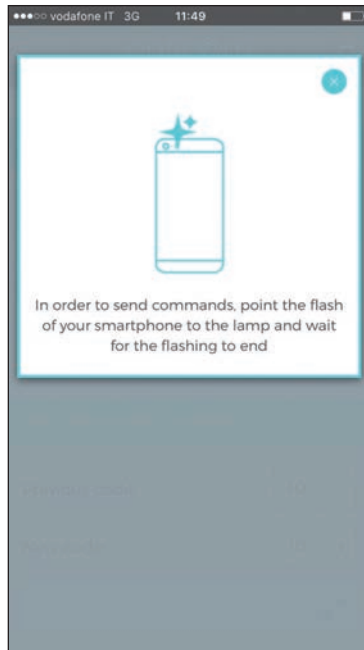 vodafone IT 3G 11:49
In order to send commands, point the flash
of your smartphone to the lamp and wait
for the flashing to end